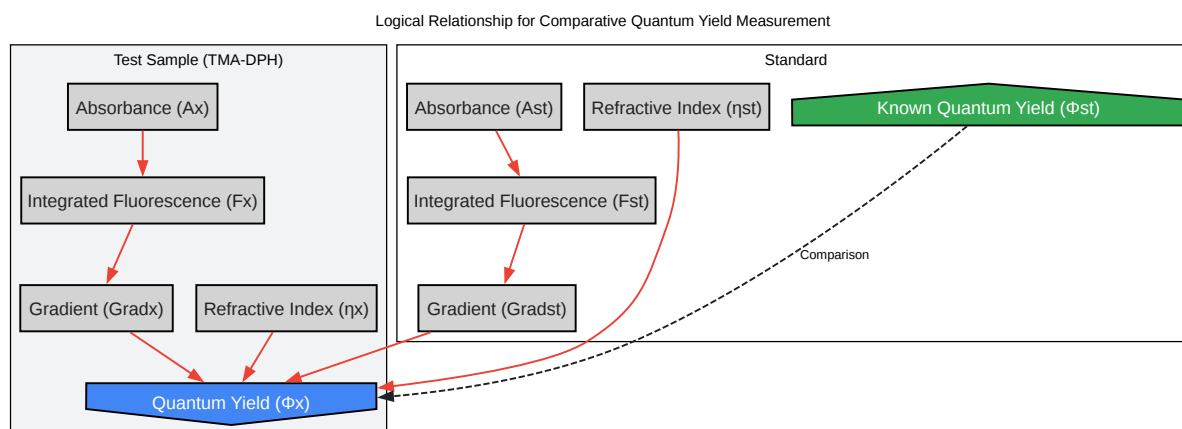 Logical Relationship for Comparative Quantum Yield Measurement
Test Sample (TMA-DPH)
Absorbance (Ax)
Integrated Fluorescence (Fx)
Gradient (Gradx)
Refractive Index (ηx)
Quantum Yield (Φx)
Standard
Absorbance (Ast)
Refractive Index (ηst)
Known Quantum Yield (Φst)
Integrated Fluorescence (Fst)
Gradient (Gradst)
Comparison